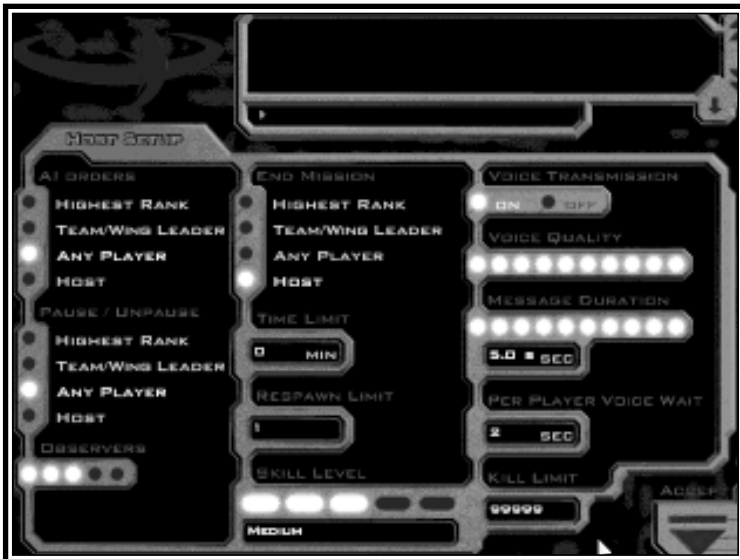 HOST SETUP
AI ORDERS
HIGHEST RANK
TEAM/WING LEADER
ANY PLAYER
HOST
PAUSE / UNPAUSE
HIGHEST RANK
TEAM/WING LEADER
ANY PLAYER
HOST
OBSERVERS
END MISSION
HIGHEST RANK
TEAM/WING LEADER
ANY PLAYER
HOST
TIME LIMIT
0 MIN
RESPAWN LIMIT
1
SKILL LEVEL
MEDIUM
VOICE TRANSMISSION
ON OFF
VOICE QUALITY
MESSAGE DURATION
5.0 SEC
PER PLAYER VOICE WAIT
2 SEC
KILL LIMIT
99999
ACCEPT